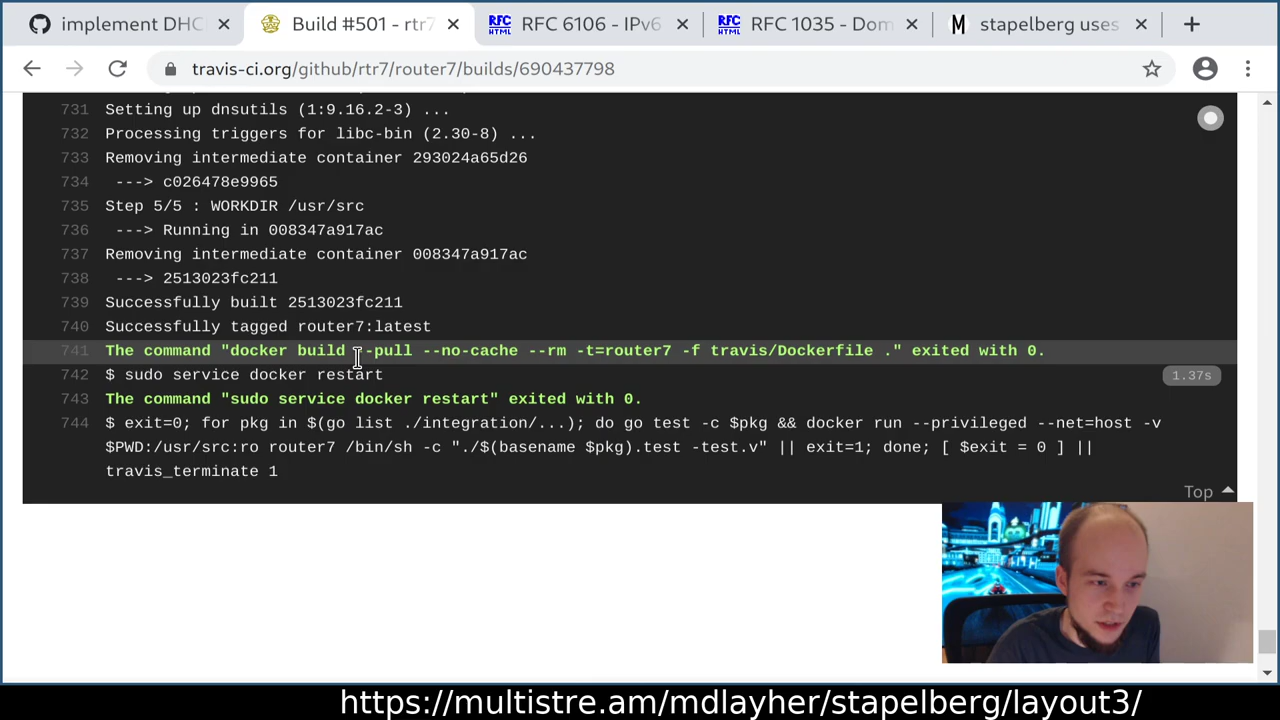 implement DHC
Build #501 - rtr7
RFC HTML
RFC 6106 - IPv6
RFC HTML
RFC 1035 - Dom
M
stapelberg uses
travis-ci.org/github/rtr7/router7/builds/690437798
731 Setting up dnsutils (1:9.16.2-3) ...
732 Processing triggers for libc-bin (2.30-8) ...
733 Removing intermediate container 293024a65d26
734 ---> c026478e9965
735 Step 5/5 : WORKDIR /usr/src
736 ---> Running in 008347a917ac
737 Removing intermediate container 008347a917ac
738 ---> 2513023fc211
739 Successfully built 2513023fc211
740 Successfully tagged router7:latest
741 The command "docker build --pull --no-cache --rm -t=router7 -f travis/Dockerfile ." exited with 0.
742 $ sudo service docker restart 1.37s
743 The command "sudo service docker restart" exited with 0.
744 $ exit=0; for pkg in $(go list ./integration/...); do go test -c $pkg && docker run --privileged --net=host -v
$PWD:/usr/src:ro router7 /bin/sh -c "./$(basename $pkg).test -test.v" || exit=1; done; [ $exit = 0 ] ||
travis_terminate 1
Top
https://multistre.am/mdlayher/stapelberg/layout3/